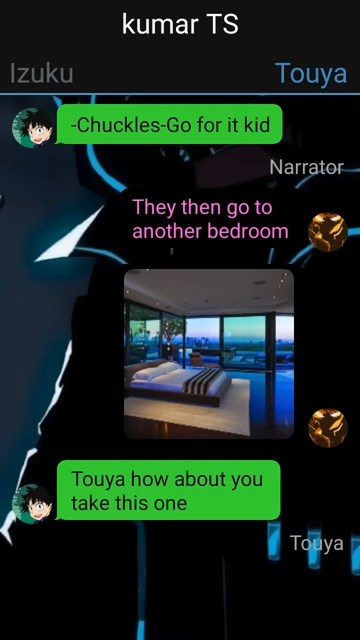 kumar TS
Izuku
Touya
-Chuckles-Go for it kid
Narrator
They then go to
another bedroom
Touya how about you
take this one
Touya